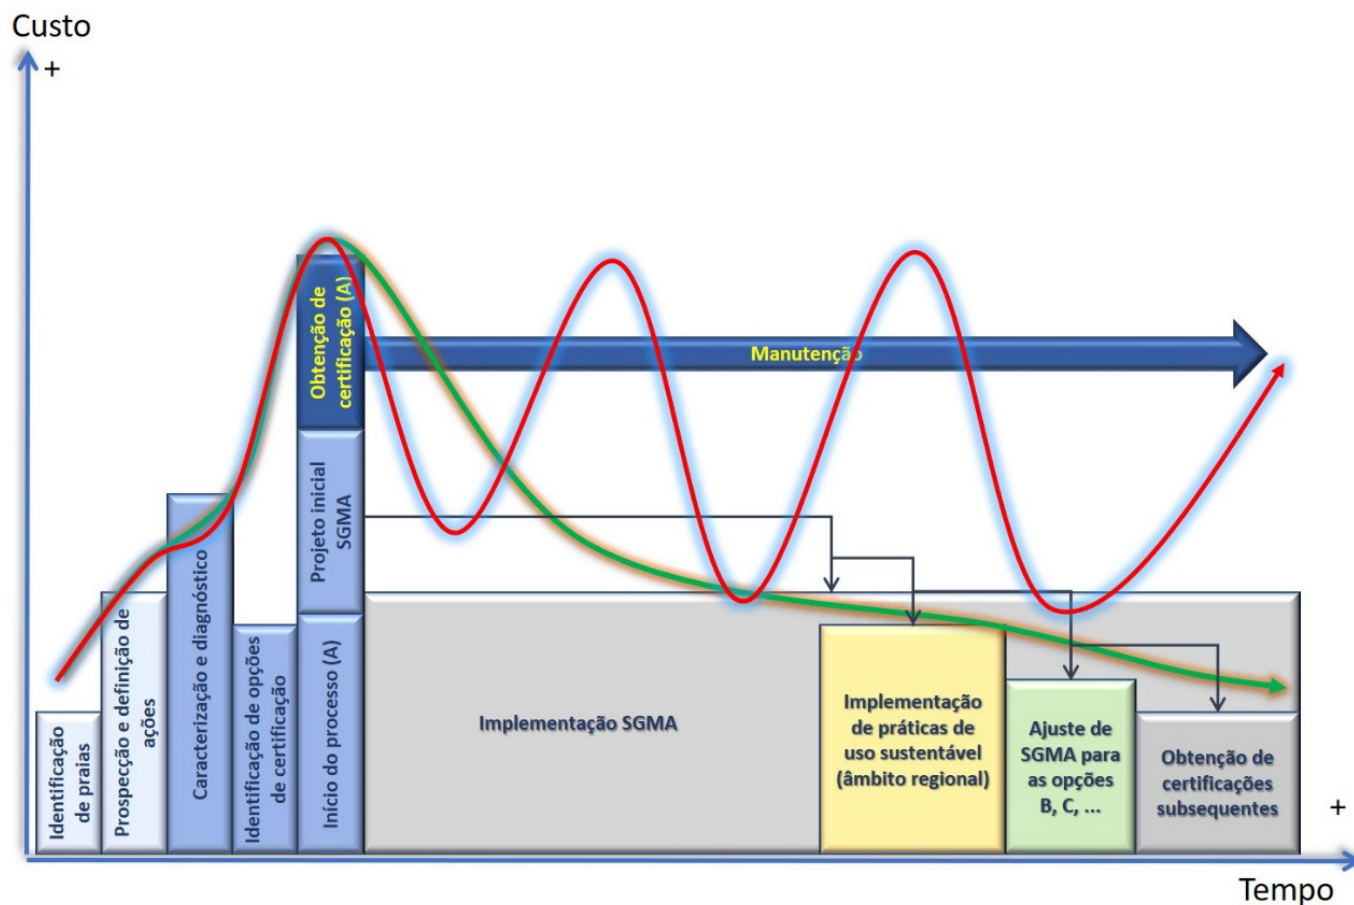 Custo
+
Identificação
de praias
Prospecção e definição de
ações
Caracterização e diagnóstico
Identificação de opções
de certificação
Obtenção de
certificação (A)
Projeto inicial
SGMA
Início do processo (A)
Manutenção
Implementação SGMA
Implementação
de práticas de
uso sustentável
(âmbito regional)
Ajuste de
SGMA para
as opções
B, C, ...
Obtenção de
certificações
subsequentes
+
Tempo